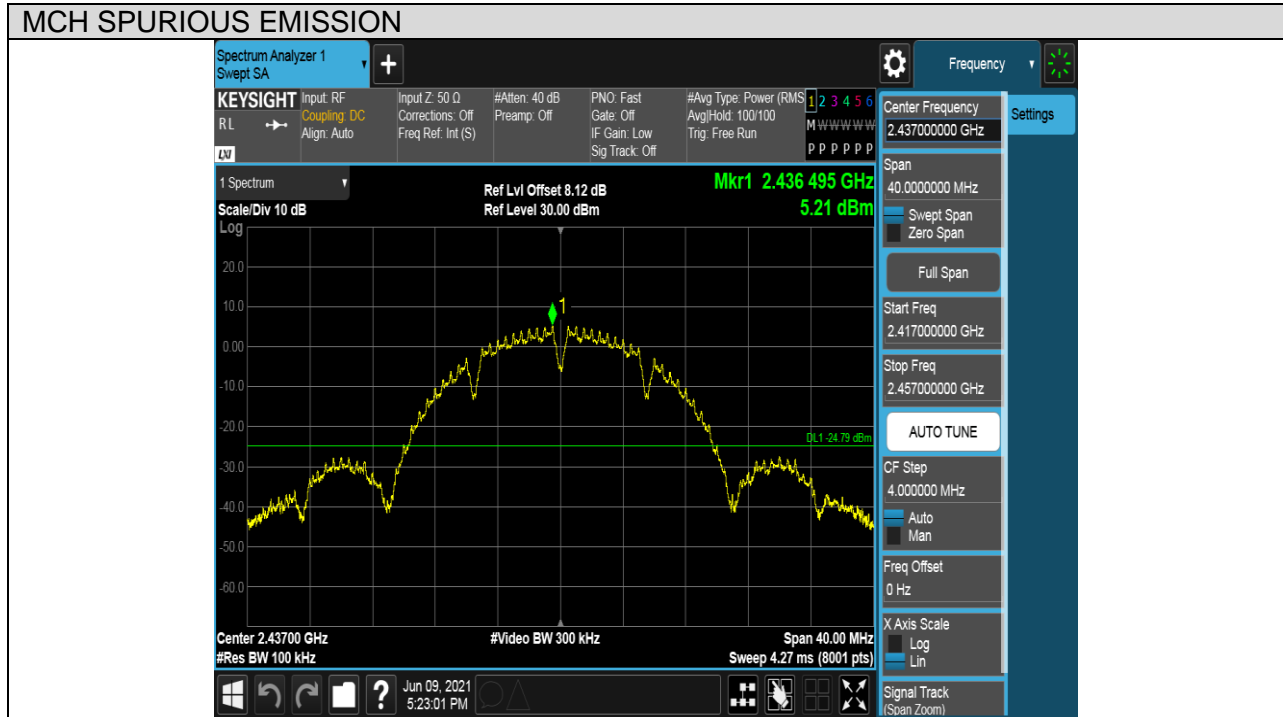 MCH SPURIOUS EMISSION
Spectrum Analyzer 1
Swept SA
+
Frequency
KEYSIGHT
RL
LXI
Input: RF
Coupling: DC
Align: Auto
Input Z: 50 Ω
Corrections: Off
Freq Ref: Int (S)
#Atten: 40 dB
Preamp: Off
PNO: Fast
Gate: Off
IF Gain: Low
Sig Track: Off
#Avg Type: Power (RMS
Avg|Hold: 100/100
Trig: Free Run
1 2 3 4 5 6
M W W W W W
P P P P P P
Center Frequency
2.437000000 GHz
Settings
Span
40.0000000 MHz
Swept Span
Zero Span
Full Span
Start Freq
2.417000000 GHz
Stop Freq
2.457000000 GHz
AUTO TUNE
CF Step
4.000000 MHz
Auto
Man
Freq Offset
0 Hz
X Axis Scale
Log
Lin
Signal Track
(Span Zoom)
1 Spectrum
Scale/Div 10 dB
Log
Ref Lvl Offset 8.12 dB
Ref Level 30.00 dBm
Mkr1 2.436 495 GHz
5.21 dBm
20.0
10.0
1
0.00
-10.0
-20.0
DL1 -24.79 dBm
-30.0
-40.0
-50.0
-60.0
Center 2.43700 GHz
#Video BW 300 kHz
Span 40.00 MHz
#Res BW 100 kHz
Sweep 4.27 ms (8001 pts)
?
Jun 09, 2021
5:23:01 PM